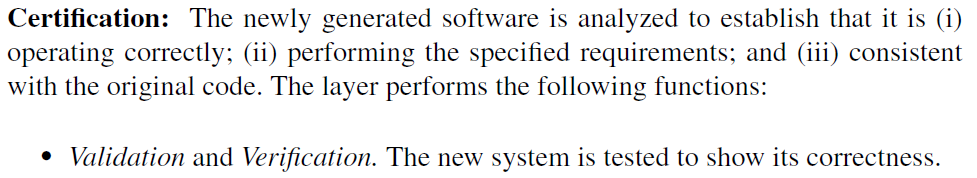 Certification: The newly generated software is analyzed to establish that it is (i)
operating correctly; (ii) performing the specified requirements; and (iii) consistent
with the original code. The layer performs the following functions:
• Validation and Verification. The new system is tested to show its correctness.